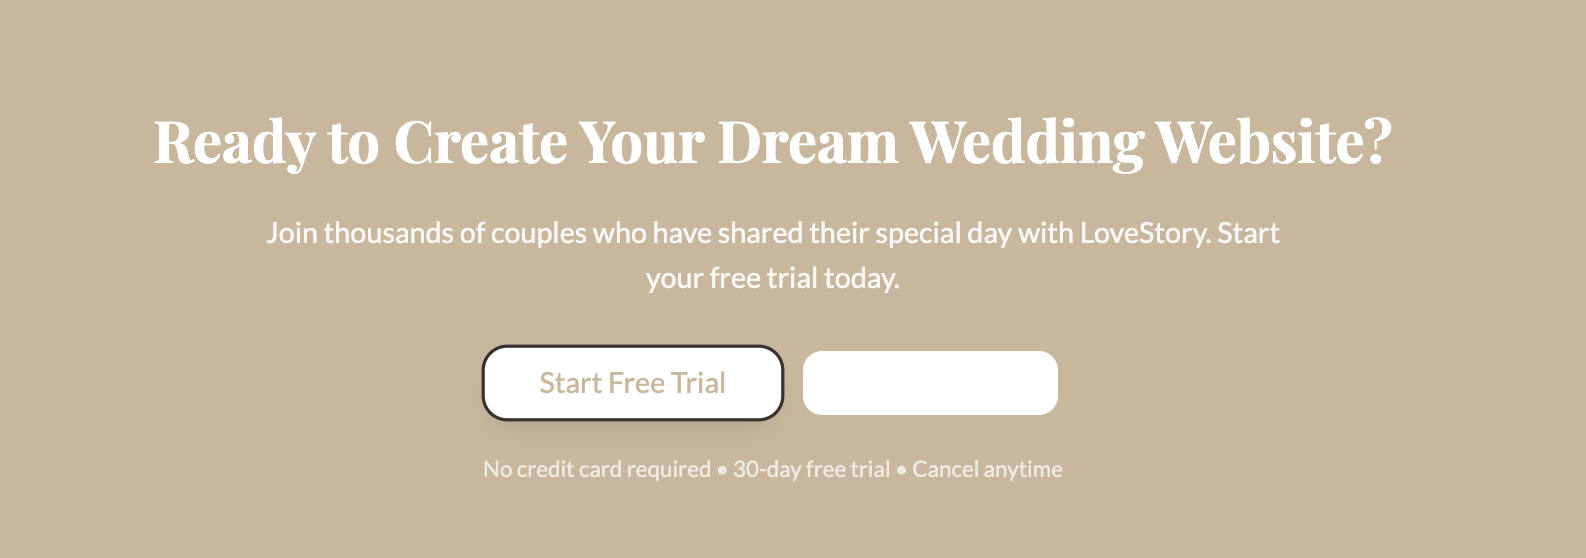 Ready to Create Your Dream Wedding Website?
Join thousands of couples who have shared their special day with LoveStory. Start
your free trial today.
Start Free Trial
No credit card required • 30-day free trial • Cancel anytime